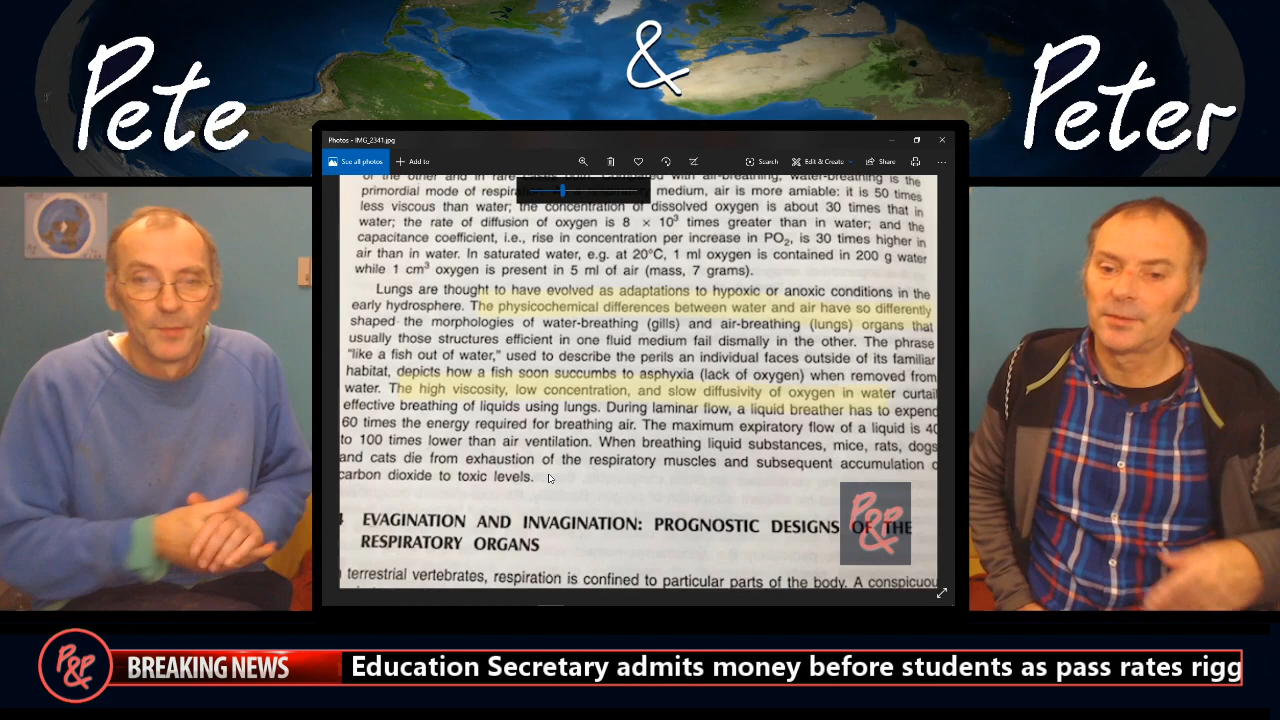 Pete
&
Peter
Photos - IMG_2341.jpg
See all photos
Add to
Search
Edit & Create
Share
primordial mode of respir medium, air is more amiable: it is 50 times
less viscous than water; the concentration of dissolved oxygen is about 30 times that in
water; the rate of diffusion of oxygen is 8 × 10³ times greater than in water; and the
capacitance coefficient, i.e., rise in concentration per increase in PO₂, is 30 times higher in
air than in water. In saturated water, e.g. at 20°C, 1 ml oxygen is contained in 200 g water
while 1 cm³ oxygen is present in 5 ml of air (mass, 7 grams).
Lungs are thought to have evolved as adaptations to hypoxic or anoxic conditions in the
early hydrosphere. The physicochemical differences between water and air have so differently
shaped the morphologies of water-breathing (gills) and air-breathing (lungs) organs that
usually those structures efficient in one fluid medium fail dismally in the other. The phrase
"like a fish out of water," used to describe the perils an individual faces outside of its familiar
habitat, depicts how a fish soon succumbs to asphyxia (lack of oxygen) when removed from
water. The high viscosity, low concentration, and slow diffusivity of oxygen in water curtail
effective breathing of liquids using lungs. During laminar flow, a liquid breather has to expend
60 times the energy required for breathing air. The maximum expiratory flow of a liquid is 40
to 100 times lower than air ventilation. When breathing liquid substances, mice, rats, dogs
and cats die from exhaustion of the respiratory muscles and subsequent accumulation o
carbon dioxide to toxic levels.
4 EVAGINATION AND INVAGINATION: PROGNOSTIC DESIGNS OF THE
RESPIRATORY ORGANS
terrestrial vertebrates, respiration is confined to particular parts of the body. A conspicuou
P&P
P&P
BREAKING NEWS
Education Secretary admits money before students as pass rates rigg